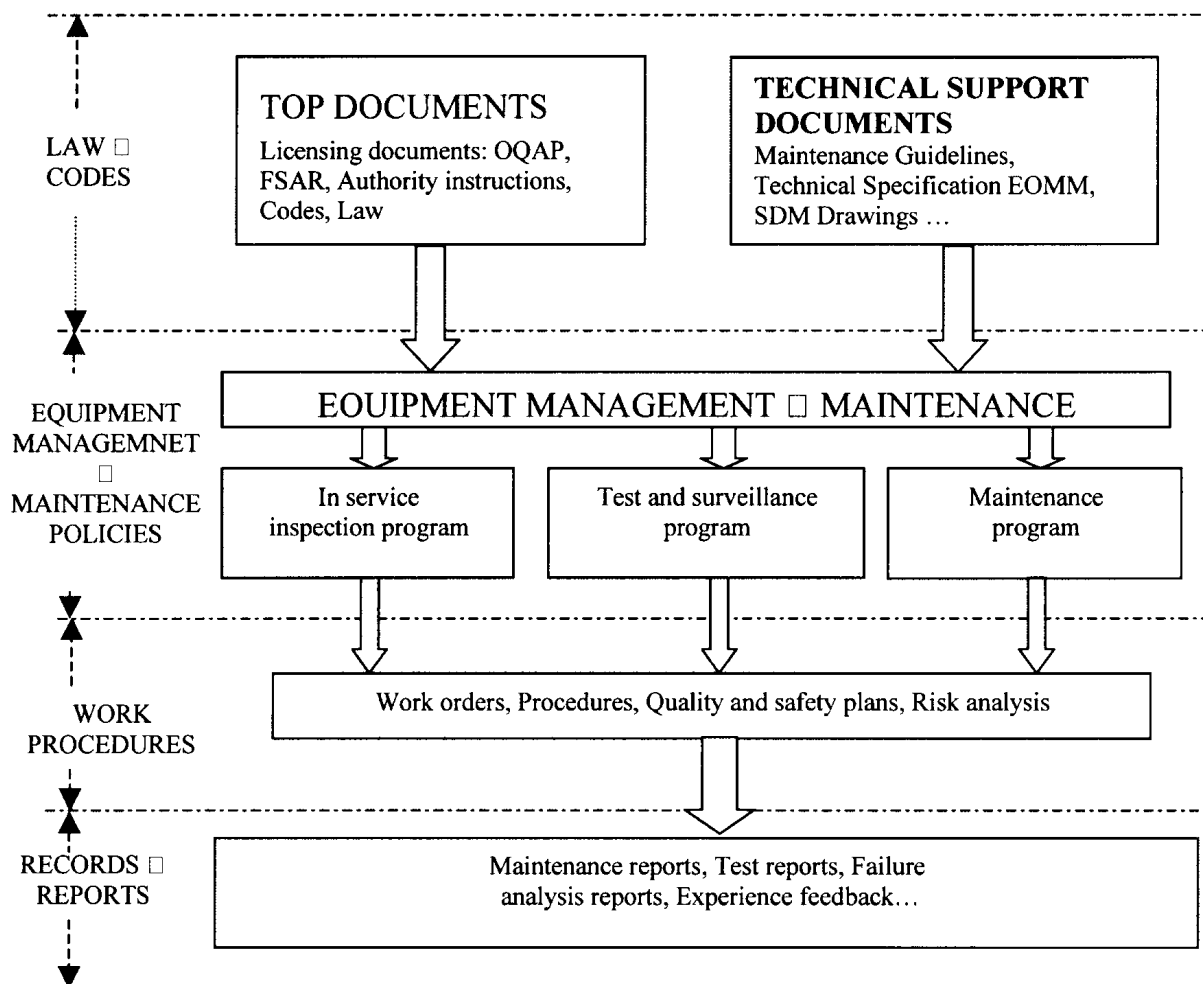 LAW □
CODES
TOP DOCUMENTS
Licensing documents: OQAP,
FSAR, Authority instructions,
Codes, Law
TECHNICAL SUPPORT
DOCUMENTS
Maintenance Guidelines,
Technical Specification EOMM,
SDM Drawings …
EQUIPMENT
MANAGEMNET
□
MAINTENANCE
POLICIES
EOUIPMENT MANAGEMENT □ MAINTENANCE
In service
inspection program
Test and surveillance
program
Maintenance
program
WORK
PROCEDURES
Work orders, Procedures, Quality and safety plans, Risk analysis
RECORDS □
REPORTS
Maintenance reports, Test reports, Failure
analysis reports, Experience feedback…